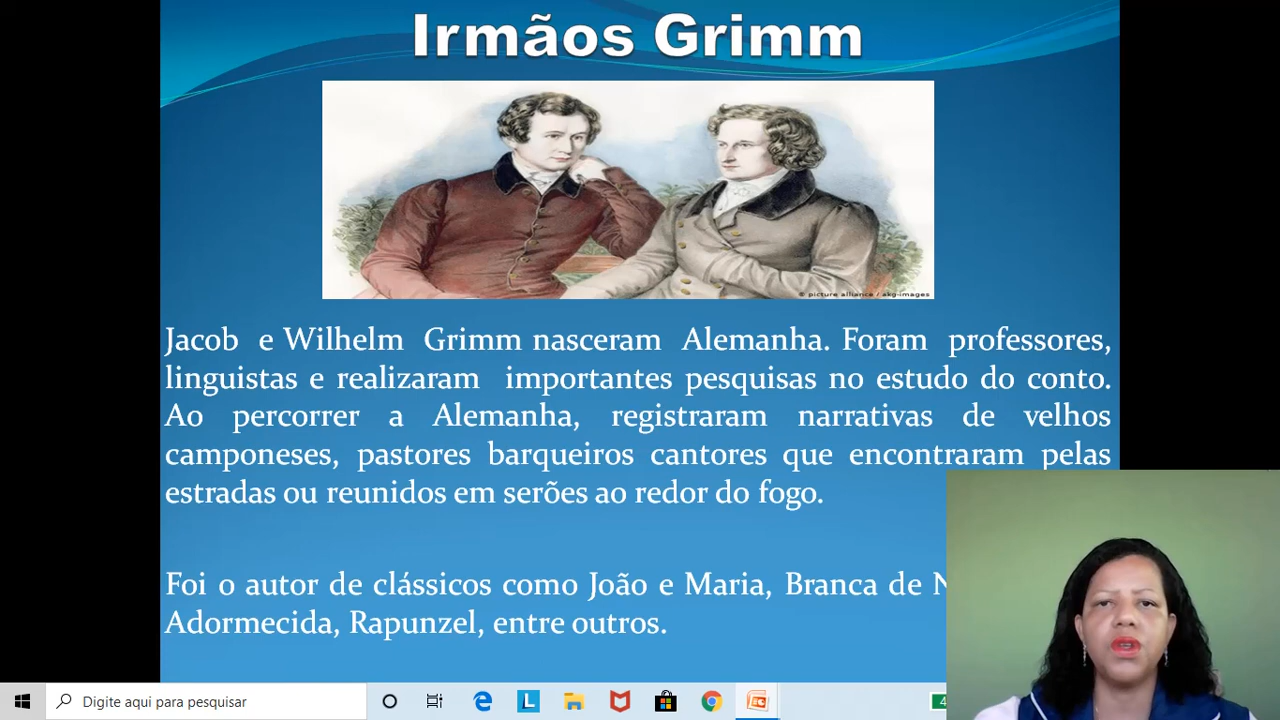 Irmãos Grimm
© picture alliance / akg-images
Jacob e Wilhelm Grimm nasceram Alemanha. Foram professores,
linguistas e realizaram importantes pesquisas no estudo do conto.
Ao percorrer a Alemanha, registraram narrativas de velhos
camponeses, pastores barqueiros cantores que encontraram pelas
estradas ou reunidos em serões ao redor do fogo.
Foi o autor de clássicos como João e Maria, Branca de
Adormecida, Rapunzel, entre outros.
Digite aqui para pesquisar